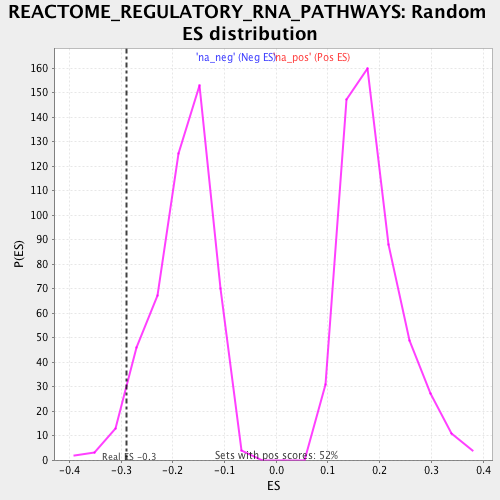 REACTOME_REGULATORY_RNA_PATHWAYS: Random
ES distribution
'na_neg' (Neg ES)
'na_pos' (Pos ES)
160
150
140
130
120
110
100
90
80
70
60
50
40
30
20
10
0
P(ES)
Real ES -0.3
Sets with pos scores: 52%
-0.4 -0.3 -0.2 -0.1 0.0 0.1 0.2 0.3 0.4
ES